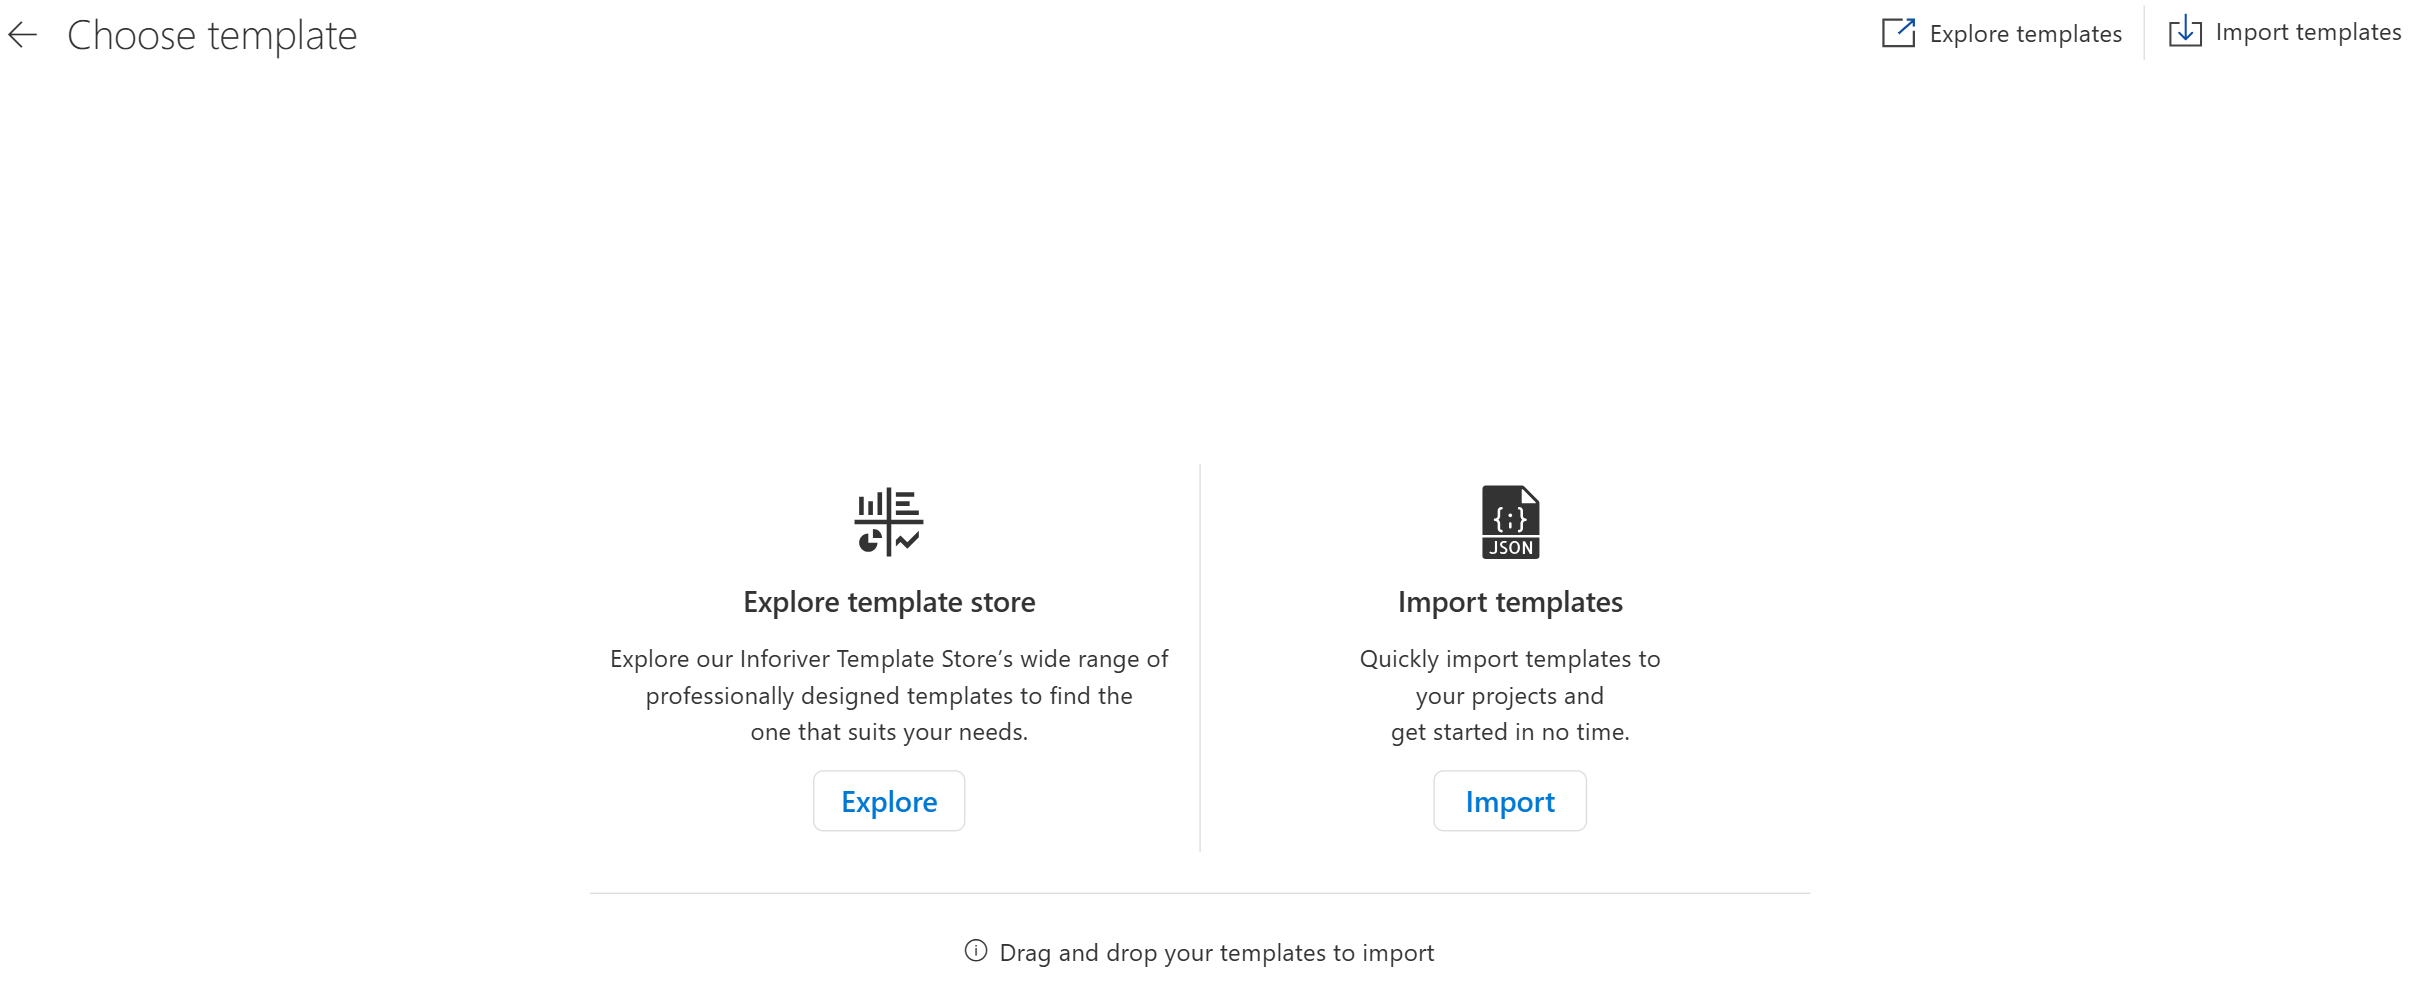 Choose template
Explore templates
Import templates
{;}
JSON
Explore template store
Explore our Inforiver Template Store’s wide range of
professionally designed templates to find the
one that suits your needs.
Explore
Import templates
Quickly import templates to
your projects and
get started in no time.
Import
Drag and drop your templates to import